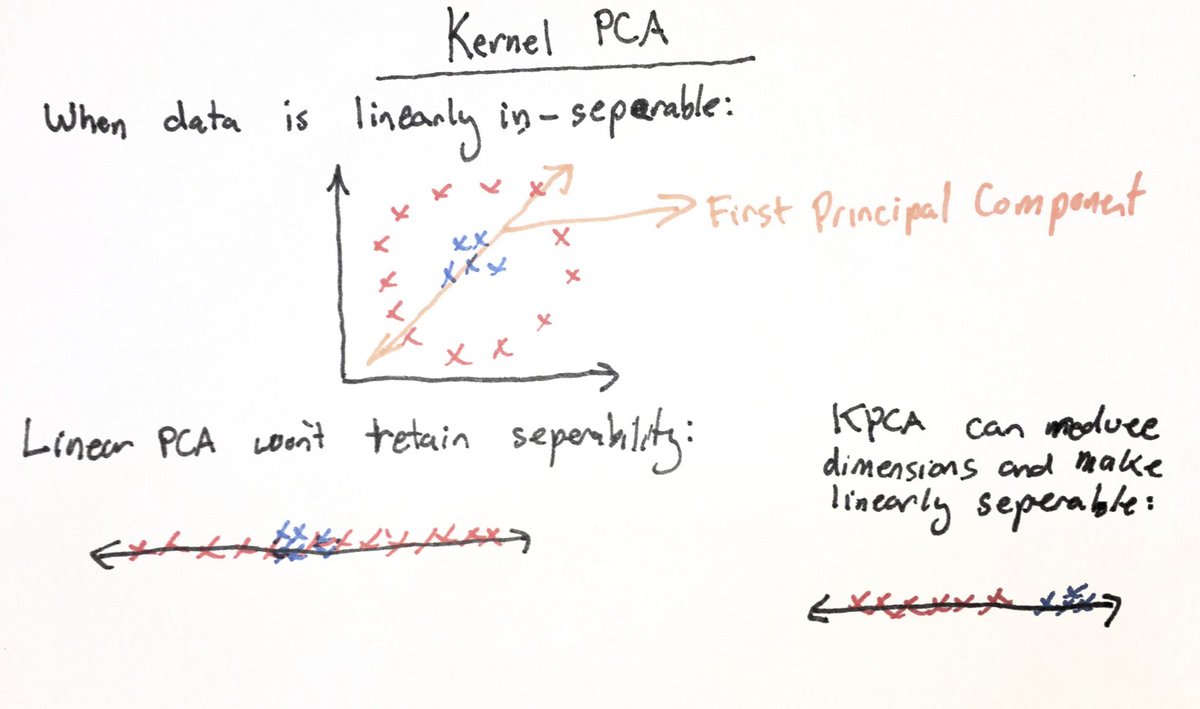 Kernel PCA
When data is linearly in-seperable:
First Principal Component
Linear PCA won't retain seperability:
KPCA can reduce
dimensions and make
linearly seperable: